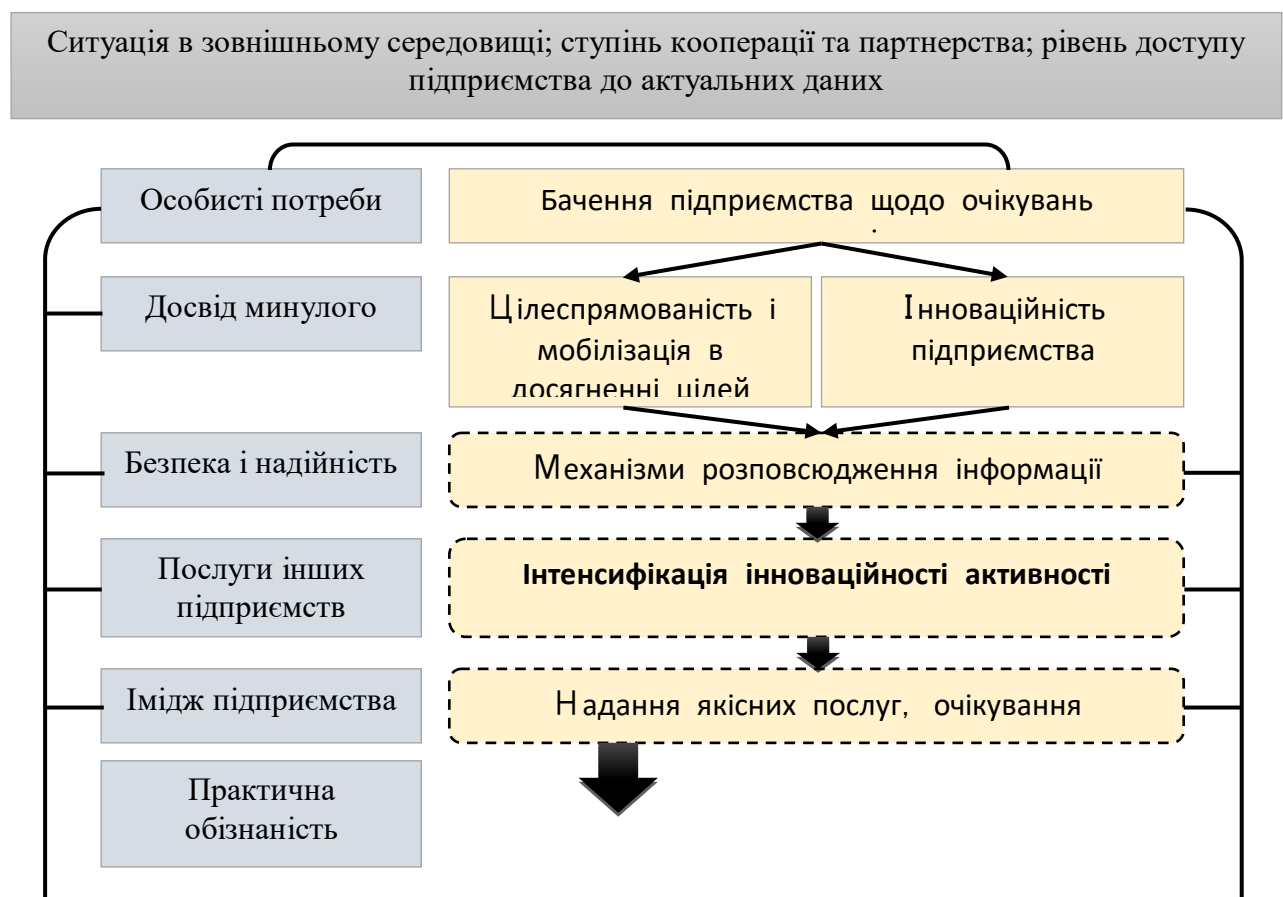 Ситуація в зовнішньому середовищі; ступінь кооперації та партнерства; рівень доступу
підприємства до актуальних даних
Особисті потреби
Бачення підприємства щодо очікувань
Досвід минулого
Цілеспрямованість і
мобілізація в
досягненні цілей
Інноваційність
підприємства
Безпека і надійність
Механізми розповсюдження інформації
Послуги інших
підприємств
Інтенсифікація інноваційності активності
Імідж підприємства
Надання якісних послуг, очікування
Практична
обізнаність